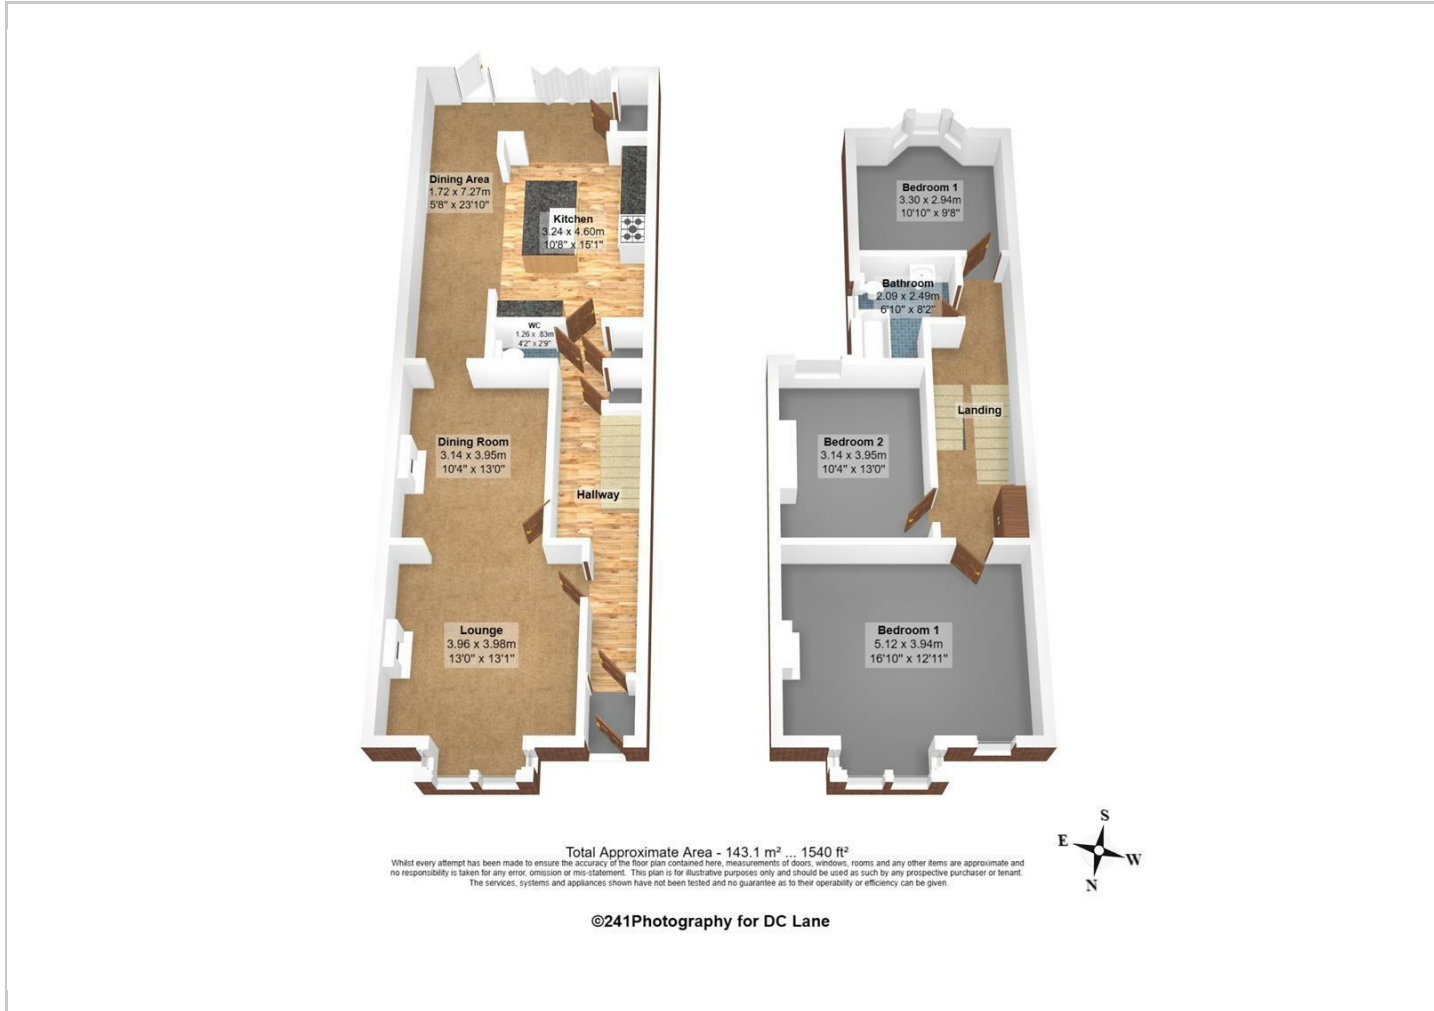 Dining Area
1.72 x 7.27m
5'8" x 23'10"
Kitchen
3.24 x 4.60m
10'8" x 15'1"
WC
1.26 x .83m
4'2" x 2'9"
Dining Room
3.14 x 3.95m
10'4" x 13'0"
Hallway
Lounge
3.96 x 3.98m
13'0" x 13'1"
Bedroom 1
3.30 x 2.94m
10'10" x 9'8"
Bathroom
2.09 x 2.49m
6'10" x 8'2"
Landing
Bedroom 2
3.14 x 3.95m
10'4" x 13'0"
Bedroom 1
5.12 x 3.94m
16'10" x 12'11"
S
E
W
N
Total Approximate Area - 143.1 m² ... 1540 ft²
Whilst every attempt has been made to ensure the accuracy of the floor plan contained here, measurements of doors, windows, rooms and any other items are approximate and
no responsibility is taken for any error, omission or mis-statement. This plan is for illustrative purposes only and should be used as such by any prospective purchaser or tenant.
The services, systems and appliances shown have not been tested and no guarantee as to their operability or efficiency can be given.
©241Photography for DC Lane